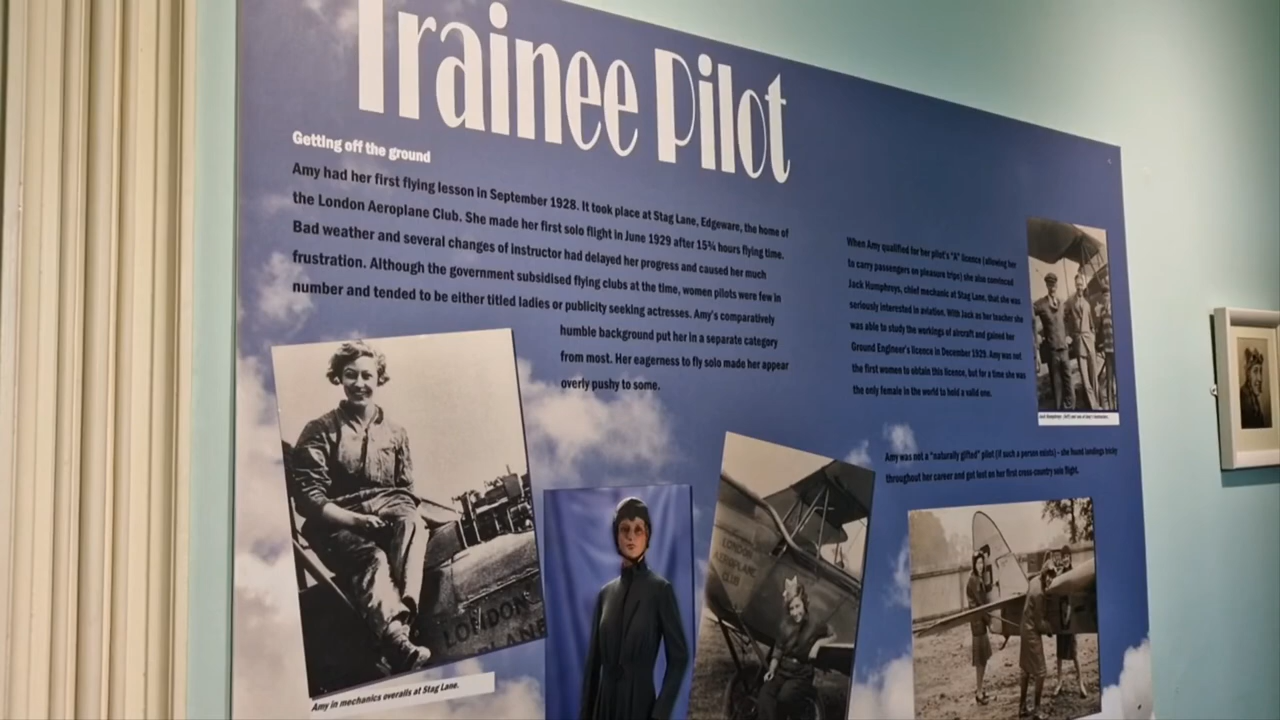 Trainee Pilot
Getting off the ground
Amy had her first flying lesson in September 1928. It took place at Stag Lane, Edgeware, the home of
the London Aeroplane Club. She made her first solo flight in June 1929 after 15¾ hours flying time.
Bad weather and several changes of instructor had delayed her progress and caused her much
frustration. Although the government subsidised flying clubs at the time, women pilots were few in
number and tended to be either titled ladies or publicity seeking actresses. Amy's comparatively
humble background put her in a separate category
from most. Her eagerness to fly solo made her appear
overly pushy to some.
When Amy qualified for her pilot's "A" licence (allowing her
to carry passengers on pleasure trips) she also convinced
Jack Humphreys, chief mechanic at Stag Lane, that she was
seriously interested in aviation. With Jack as her teacher she
was able to study the workings of aircraft and gained her
Ground Engineer's licence in December 1929. Amy was not
the first women to obtain this licence, but for a time she was
the only female in the world to hold a valid one.
Jack Humphreys
Amy was not a "naturally gifted" pilot (if such a person exists) – she found landings tricky
throughout her career and got lost on her first cross-country solo flight.
LONDON
AEROPLANE
CLUB
LONDON
LANE
Amy in mechanics overalls at Stag Lane.